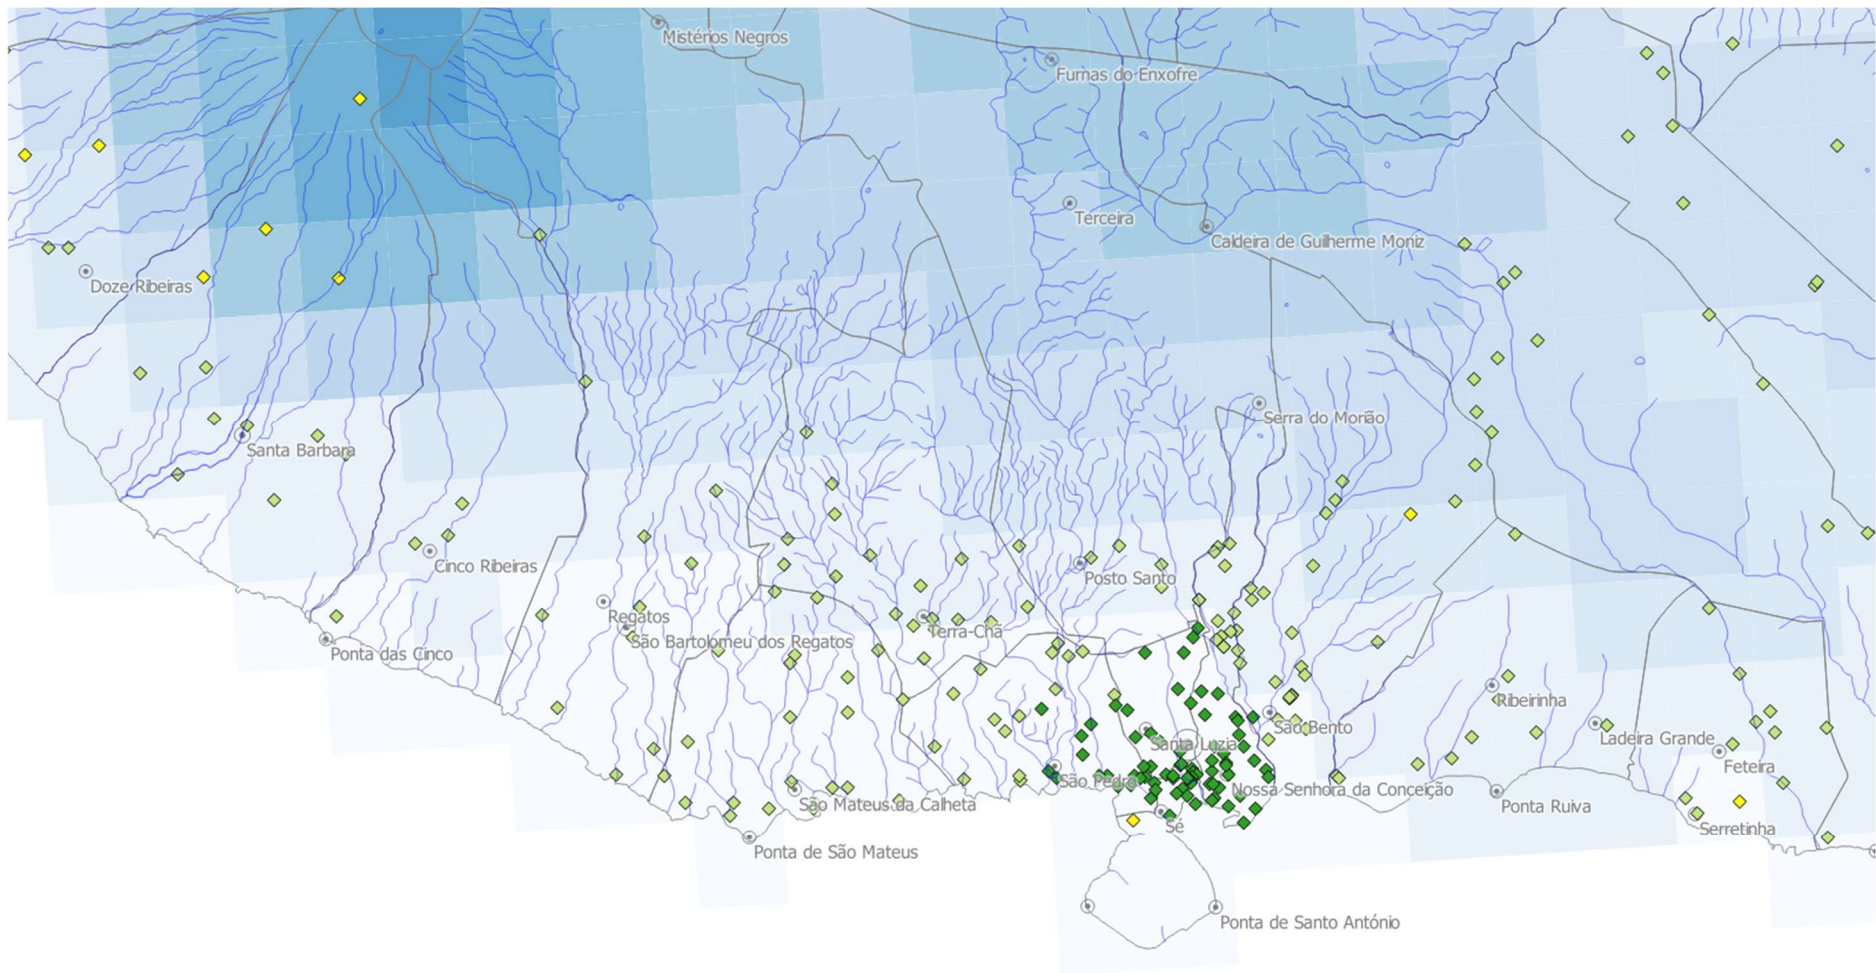 Mistérios Negros
Furnas do Enxofre
Terceira
Caldeira de Guilherme Moniz
Doze Ribeiras
Serra do Morião
Santa Barbara
Cinco Ribeiras
Posto Santo
Regatos
São Bartolomeu dos Regatos
Terra-Chã
Ponta das Cinco
Ribeirinha
São Bento
Santa Luzia
Ladeira Grande
Feteira
São Pedro
Nossa Senhora da Conceição
São Mateus da Calheta
Ponta Ruiva
Sé
Serretinha
Ponta de São Mateus
Ponta de Santo António